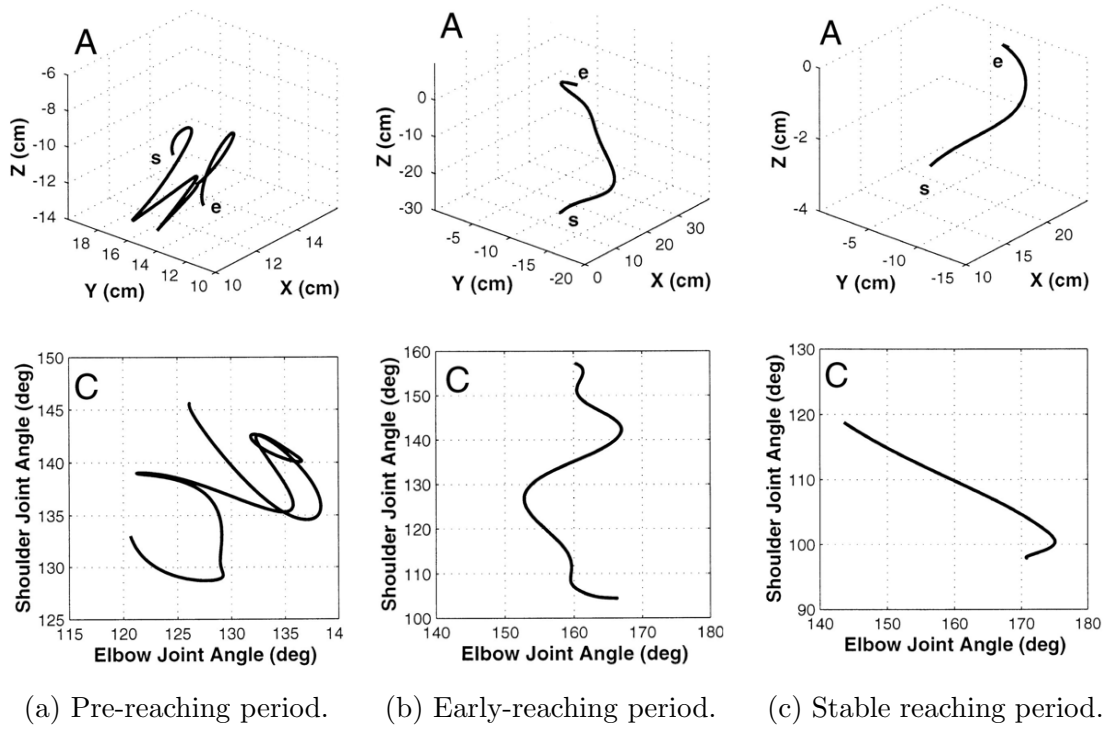 A
A
A
-6
-8
-10
-12
-14
Z (cm)
s
e
18
16
14
12
10
Y (cm)
10
12
14
X (cm)
0
-10
-20
-30
Z (cm)
e
s
-5
-10
-15
-20
Y (cm)
0
10
20
30
X (cm)
0
-2
-4
Z (cm)
e
s
-5
-10
-15
Y (cm)
10
15
20
X (cm)
C
150
145
140
135
130
125
Shoulder Joint Angle (deg)
115 120 125 130 135 14
Elbow Joint Angle (deg)
C
160
150
140
130
120
110
100
Shoulder Joint Angle (deg)
140 150 160 170 180
Elbow Joint Angle (deg)
C
130
120
110
100
90
Shoulder Joint Angle (deg)
140 150 160 170 180
Elbow Joint Angle (deg)
(a) Pre-reaching period.
(b) Early-reaching period.
(c) Stable reaching period.